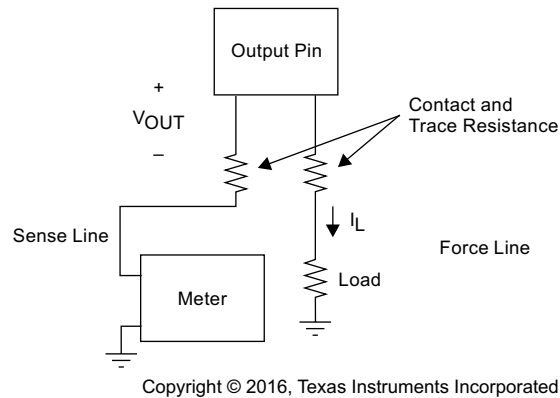 Output Pin
+
VOUT
–
Contact and
Trace Resistance
Sense Line
IL
Force Line
Meter
Load
Copyright © 2016, Texas Instruments Incorporated